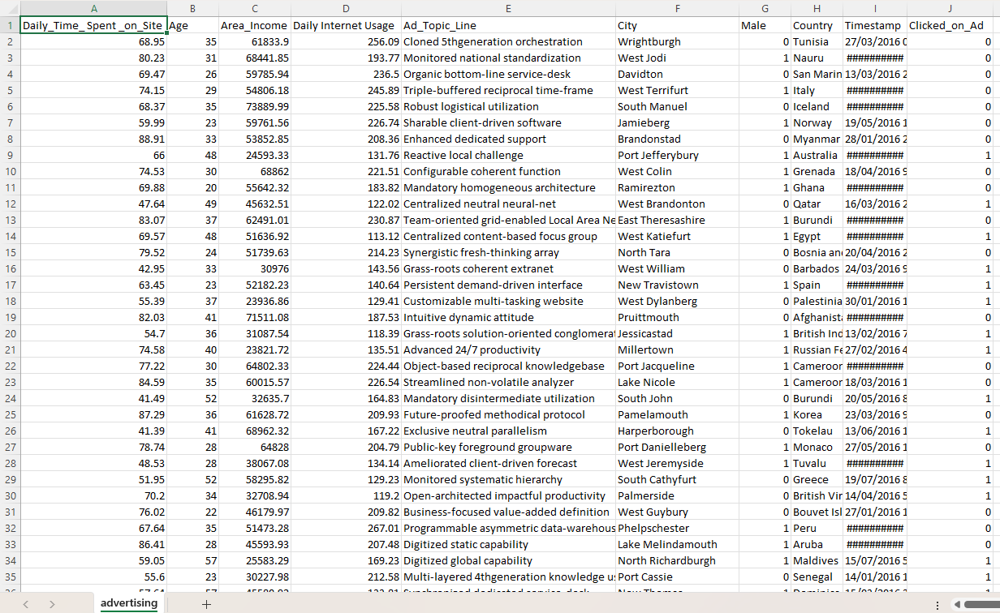 A B C D E F G H I J
1 Daily_Time_ Spent _on_Site Age Area_Income Daily Internet Usage Ad_Topic_Line City Male Country Timestamp Clicked_on_Ad
2 68.95 35 61833.9 256.09 Cloned 5thgeneration orchestration Wrightburgh 0 Tunisia 27/03/2016 0 0
3 80.23 31 68441.85 193.77 Monitored national standardization West Jodi 1 Nauru ########## 0
4 69.47 26 59785.94 236.5 Organic bottom-line service-desk Davidton 0 San Marin 13/03/2016 2 0
5 74.15 29 54806.18 245.89 Triple-buffered reciprocal time-frame West Terrifurt 1 Italy ########## 0
6 68.37 35 73889.99 225.58 Robust logistical utilization South Manuel 0 Iceland ########## 0
7 59.99 23 59761.56 226.74 Sharable client-driven software Jamieberg 1 Norway 19/05/2016 1 0
8 88.91 33 53852.85 208.36 Enhanced dedicated support Brandonstad 0 Myanmar 28/01/2016 2 0
9 66 48 24593.33 131.76 Reactive local challenge Port Jefferybury 1 Australia ########## 1
10 74.53 30 68862 221.51 Configurable coherent function West Colin 1 Grenada 18/04/2016 9 0
11 69.88 20 55642.32 183.82 Mandatory homogeneous architecture Ramirezton 1 Ghana ########## 0
12 47.64 49 45632.51 122.02 Centralized neutral neural-net West Brandonton 0 Qatar 16/03/2016 2 1
13 83.07 37 62491.01 230.87 Team-oriented grid-enabled Local Area Ne East Theresashire 1 Burundi ########## 0
14 69.57 48 51636.92 113.12 Centralized content-based focus group West Katiefurt 1 Egypt ########## 1
15 79.52 24 51739.63 214.23 Synergistic fresh-thinking array North Tara 0 Bosnia an 20/04/2016 2 0
16 42.95 33 30976 143.56 Grass-roots coherent extranet West William 0 Barbados 24/03/2016 9 1
17 63.45 23 52182.23 140.64 Persistent demand-driven interface New Travistown 1 Spain ########## 1
18 55.39 37 23936.86 129.41 Customizable multi-tasking website West Dylanberg 0 Palestinia 30/01/2016 1 1
19 82.03 41 71511.08 187.53 Intuitive dynamic attitude Pruittmouth 0 Afghanista ########## 0
20 54.7 36 31087.54 118.39 Grass-roots solution-oriented conglomerat Jessicastad 1 British Ind 13/02/2016 7 1
21 74.58 40 23821.72 135.51 Advanced 24/7 productivity Millertown 1 Russian Fe 27/02/2016 4 1
22 77.22 30 64802.33 224.44 Object-based reciprocal knowledgebase Port Jacqueline 1 Cameroon ########## 0
23 84.59 35 60015.57 226.54 Streamlined non-volatile analyzer Lake Nicole 1 Cameroon 18/03/2016 1 0
24 41.49 52 32635.7 164.83 Mandatory disintermediate utilization South John 0 Burundi 20/05/2016 8 1
25 87.29 36 61628.72 209.93 Future-proofed methodical protocol Pamelamouth 1 Korea 23/03/2016 9 0
26 41.39 41 68962.32 167.22 Exclusive neutral parallelism Harperborough 0 Tokelau 13/06/2016 1 1
27 78.74 28 64828 204.79 Public-key foreground groupware Port Danielleberg 1 Monaco 27/05/2016 1 0
28 48.53 28 38067.08 134.14 Ameliorated client-driven forecast West Jeremyside 1 Tuvalu ########## 1
29 51.95 52 58295.82 129.23 Monitored systematic hierarchy South Cathyfurt 0 Greece 19/07/2016 8 1
30 70.2 34 32708.94 119.2 Open-architected impactful productivity Palmerside 0 British Vir 14/04/2016 5 1
31 76.02 22 46179.97 209.82 Business-focused value-added definition West Guybury 0 Bouvet Isl 27/01/2016 1 0
32 67.64 35 51473.28 267.01 Programmable asymmetric data-warehous Phelpschester 1 Peru ########## 0
33 86.41 28 45593.93 207.48 Digitized static capability Lake Melindamouth 1 Aruba ########## 0
34 59.05 57 25583.29 169.23 Digitized global capability North Richardburgh 1 Maldives 15/07/2016 5 1
35 55.6 23 30227.98 212.58 Multi-layered 4thgeneration knowledge us Port Cassie 0 Senegal 14/01/2016 1 1
advertising